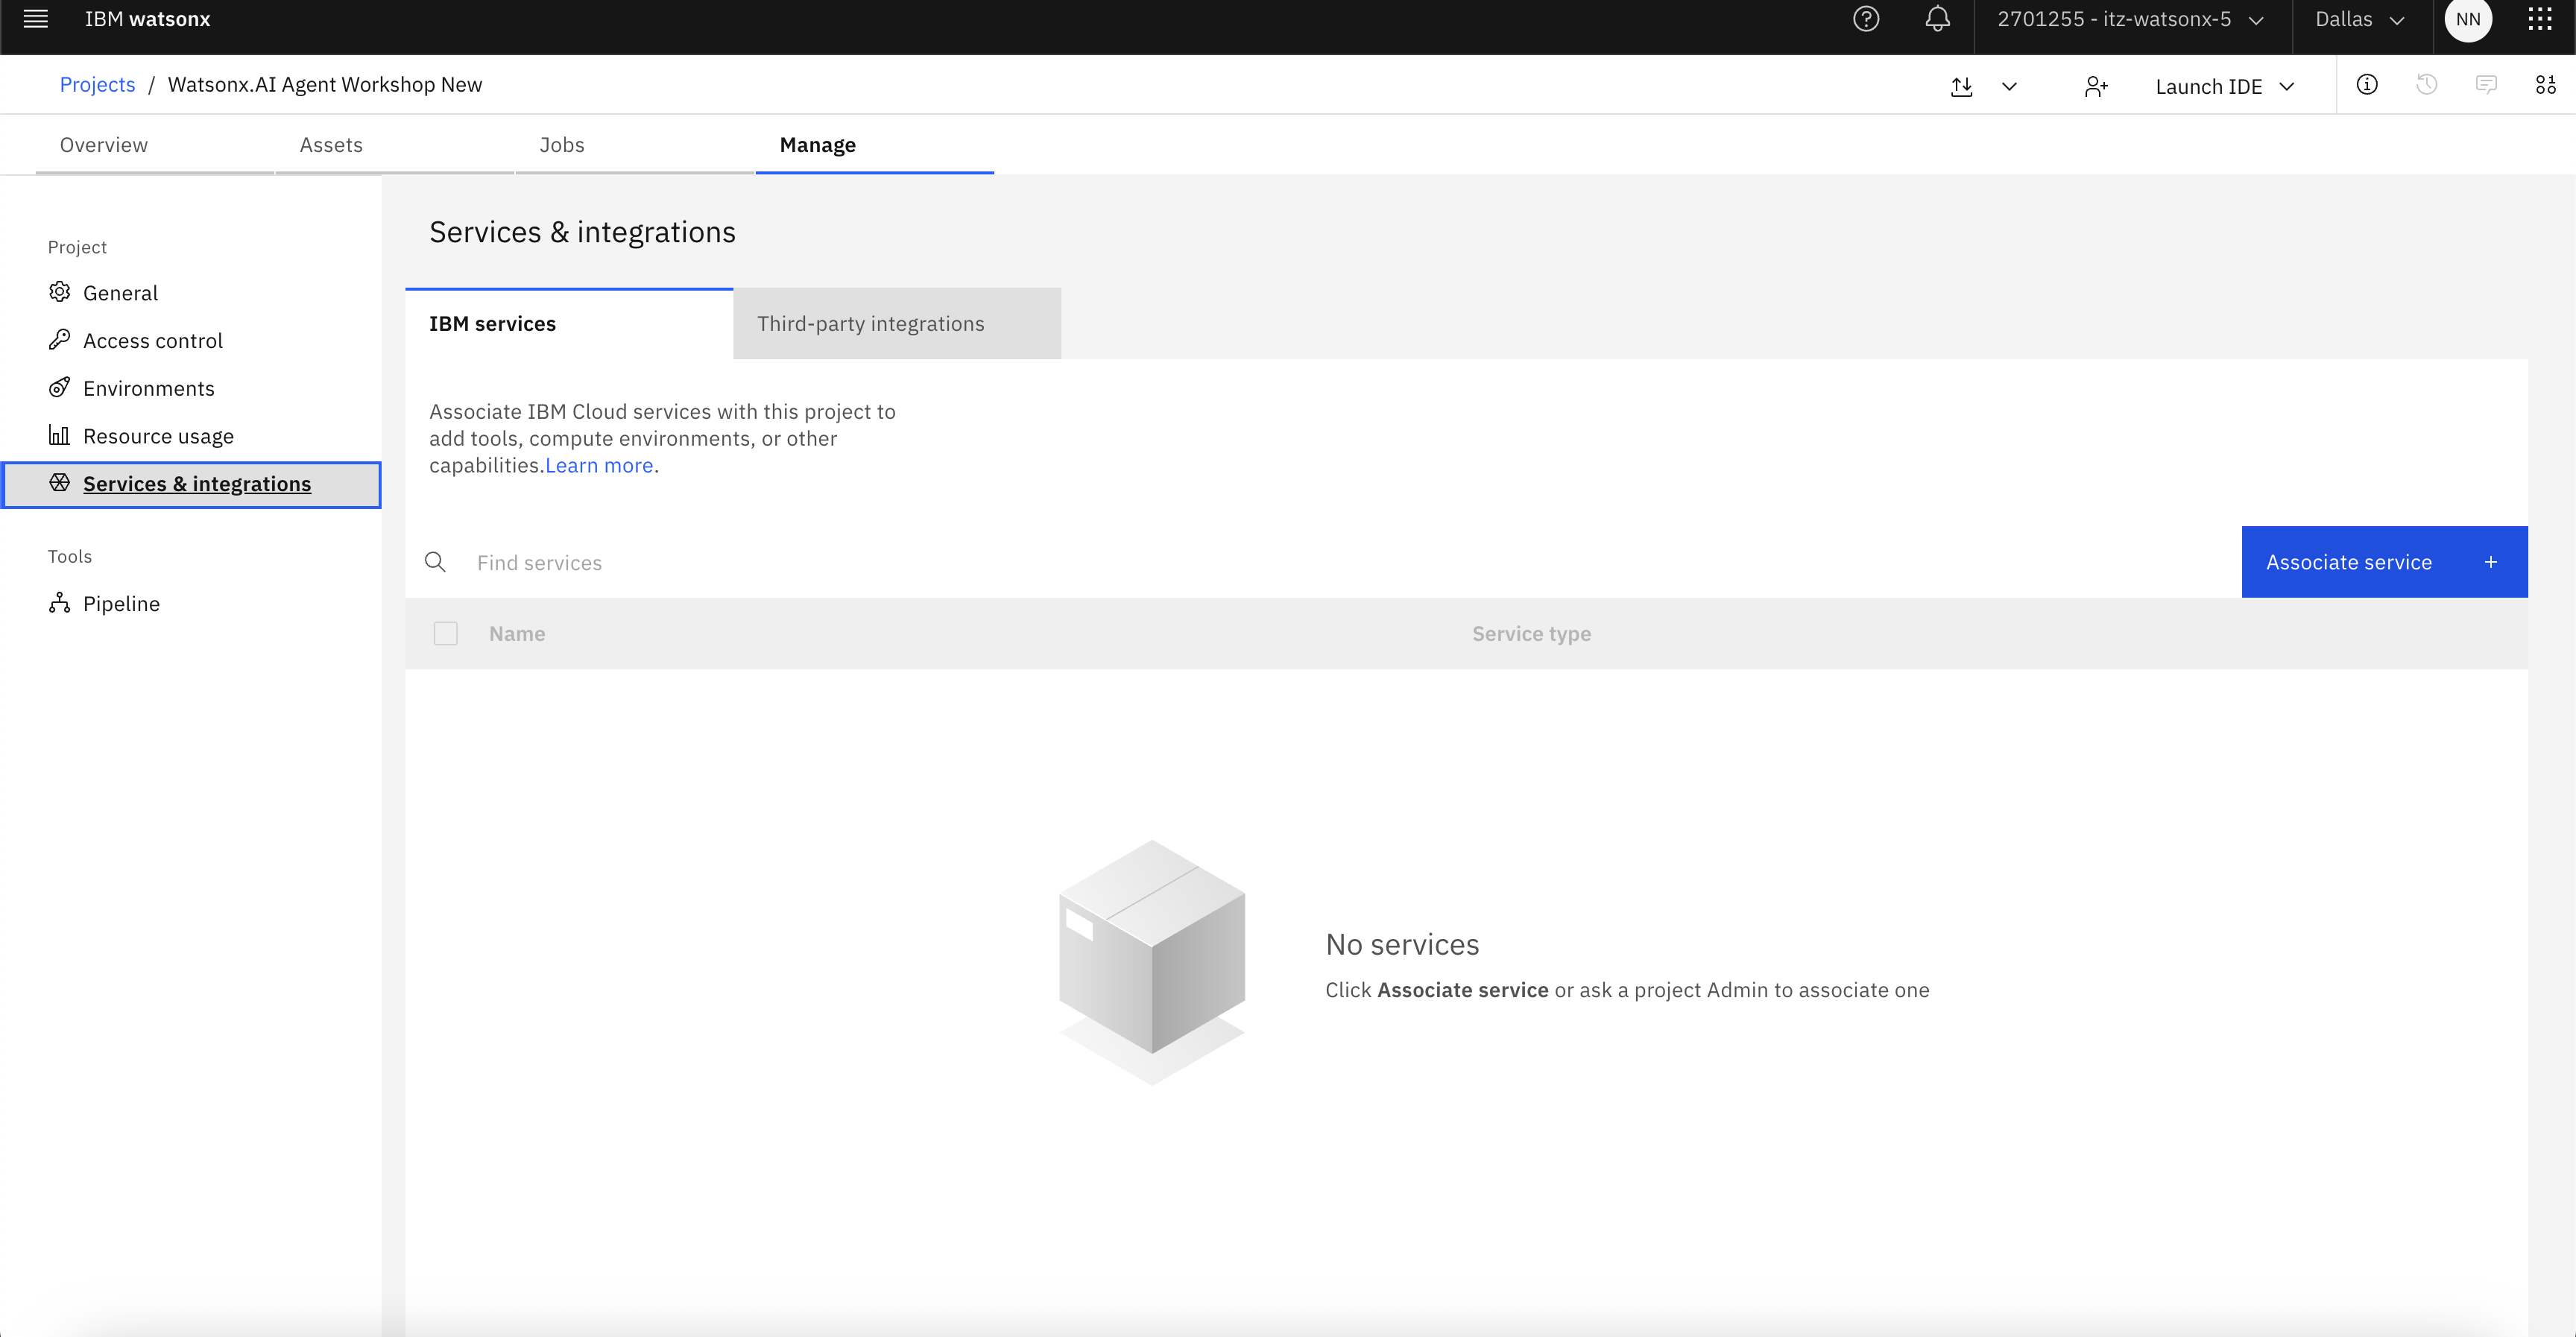 IBM watsonx
2701255 - itz-watsonx-5
Dallas
NN
Projects / Watsonx.AI Agent Workshop New
Launch IDE
Overview
Assets
Jobs
Manage
Project
General
Access control
Environments
Resource usage
Services & integrations
Tools
Pipeline
Services & integrations
IBM services
Third-party integrations
Associate IBM Cloud services with this project to
add tools, compute environments, or other
capabilities.Learn more.
Find services
Associate service +
Name
Service type
No services
Click Associate service or ask a project Admin to associate one